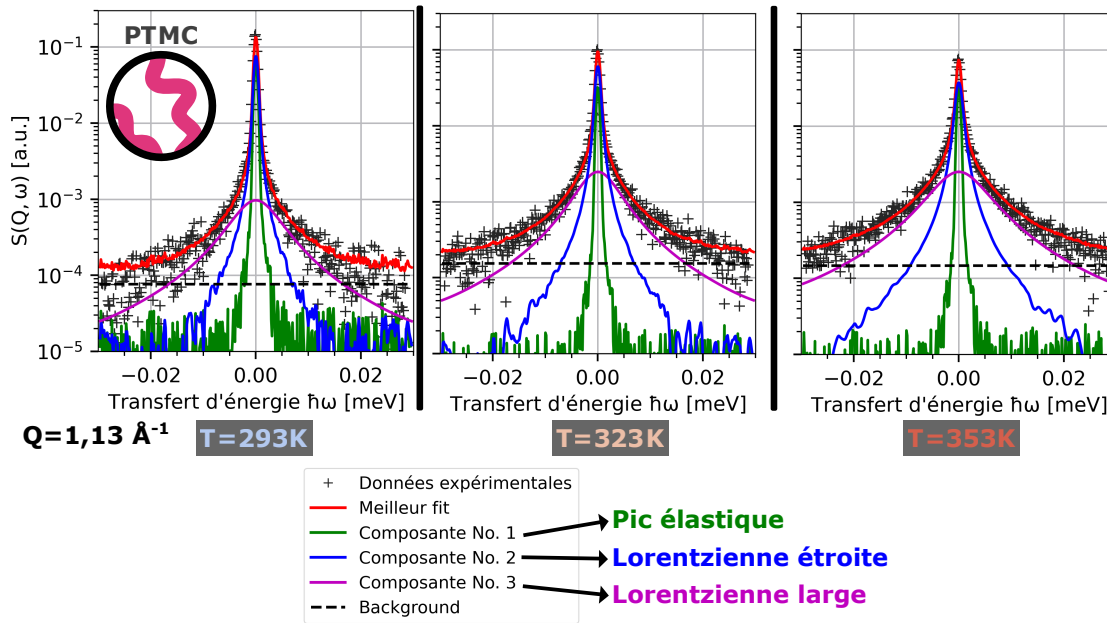 PTMC
S(Q, ω) [a.u.]
10⁻¹
10⁻²
10⁻³
10⁻⁴
10⁻⁵
−0.02 0.00 0.02
−0.02 0.00 0.02
−0.02 0.00 0.02
Transfert d'énergie ħω [meV]
Transfert d'énergie ħω [meV]
Transfert d'énergie ħω [meV]
Q=1,13 Å⁻¹
T=293K
T=323K
T=353K
Données expérimentales
Meilleur fit
Composante No. 1
Composante No. 2
Composante No. 3
Background
Pic élastique
Lorentzienne étroite
Lorentzienne large